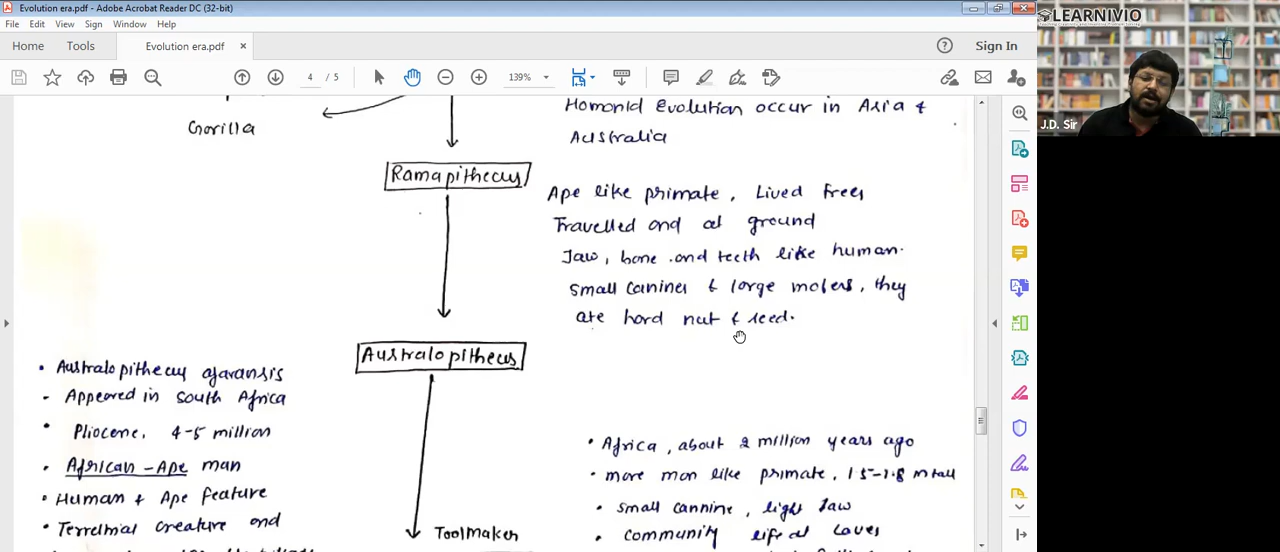 Evolution era.pdf - Adobe Acrobat Reader DC (32-bit)
File Edit View Sign Window Help
Home Tools Evolution era.pdf × Sign In
4 / 5 139%
LEARNIVIO
J.D. Sir
Gorilla
Homonid Evolution occur in Asia &
Australia
Ramapithecus
Ape like primate, Lived Trees
Travelled and at ground
Jaw, bone and teeth like human.
small canines & large molers, they
ate hard nut & seed.
Australopithecus
• Australopithecus afaransis
- Appeared in South Africa
• Pliocene, 4-5 million
• African-Ape man
• Human & Ape feature
• Terrelmial creature and
Toolmaker
• Africa, about 2 million years ago
• more man like primate, 1.5-1.8 m tall
• small cannine, light Jaw
• community life at caves